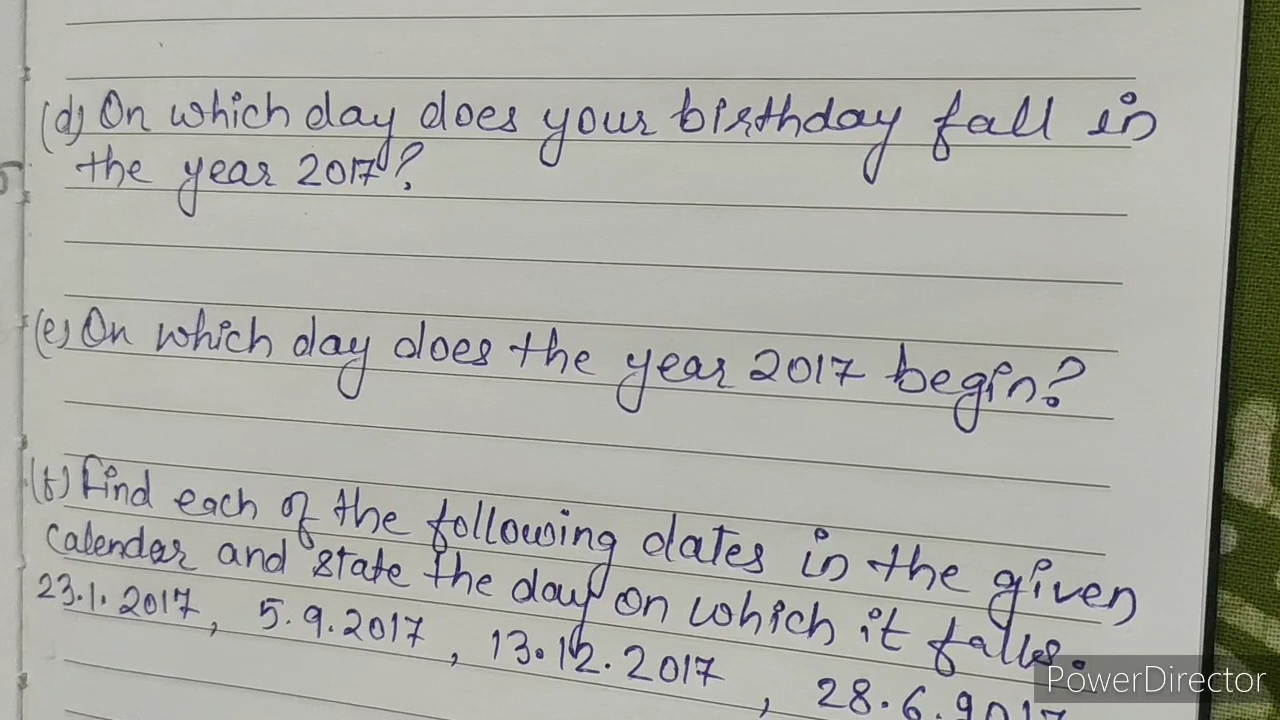 (d) On which day does your birthday fall in
the year 2017?
(e) On which day does the year 2017 begin?
(f) Find each of the following dates in the given
Calendar and state the day on which it falls.
23.1.2017, 5.9.2017, 13.12.2017, 28.6.2017
PowerDirector